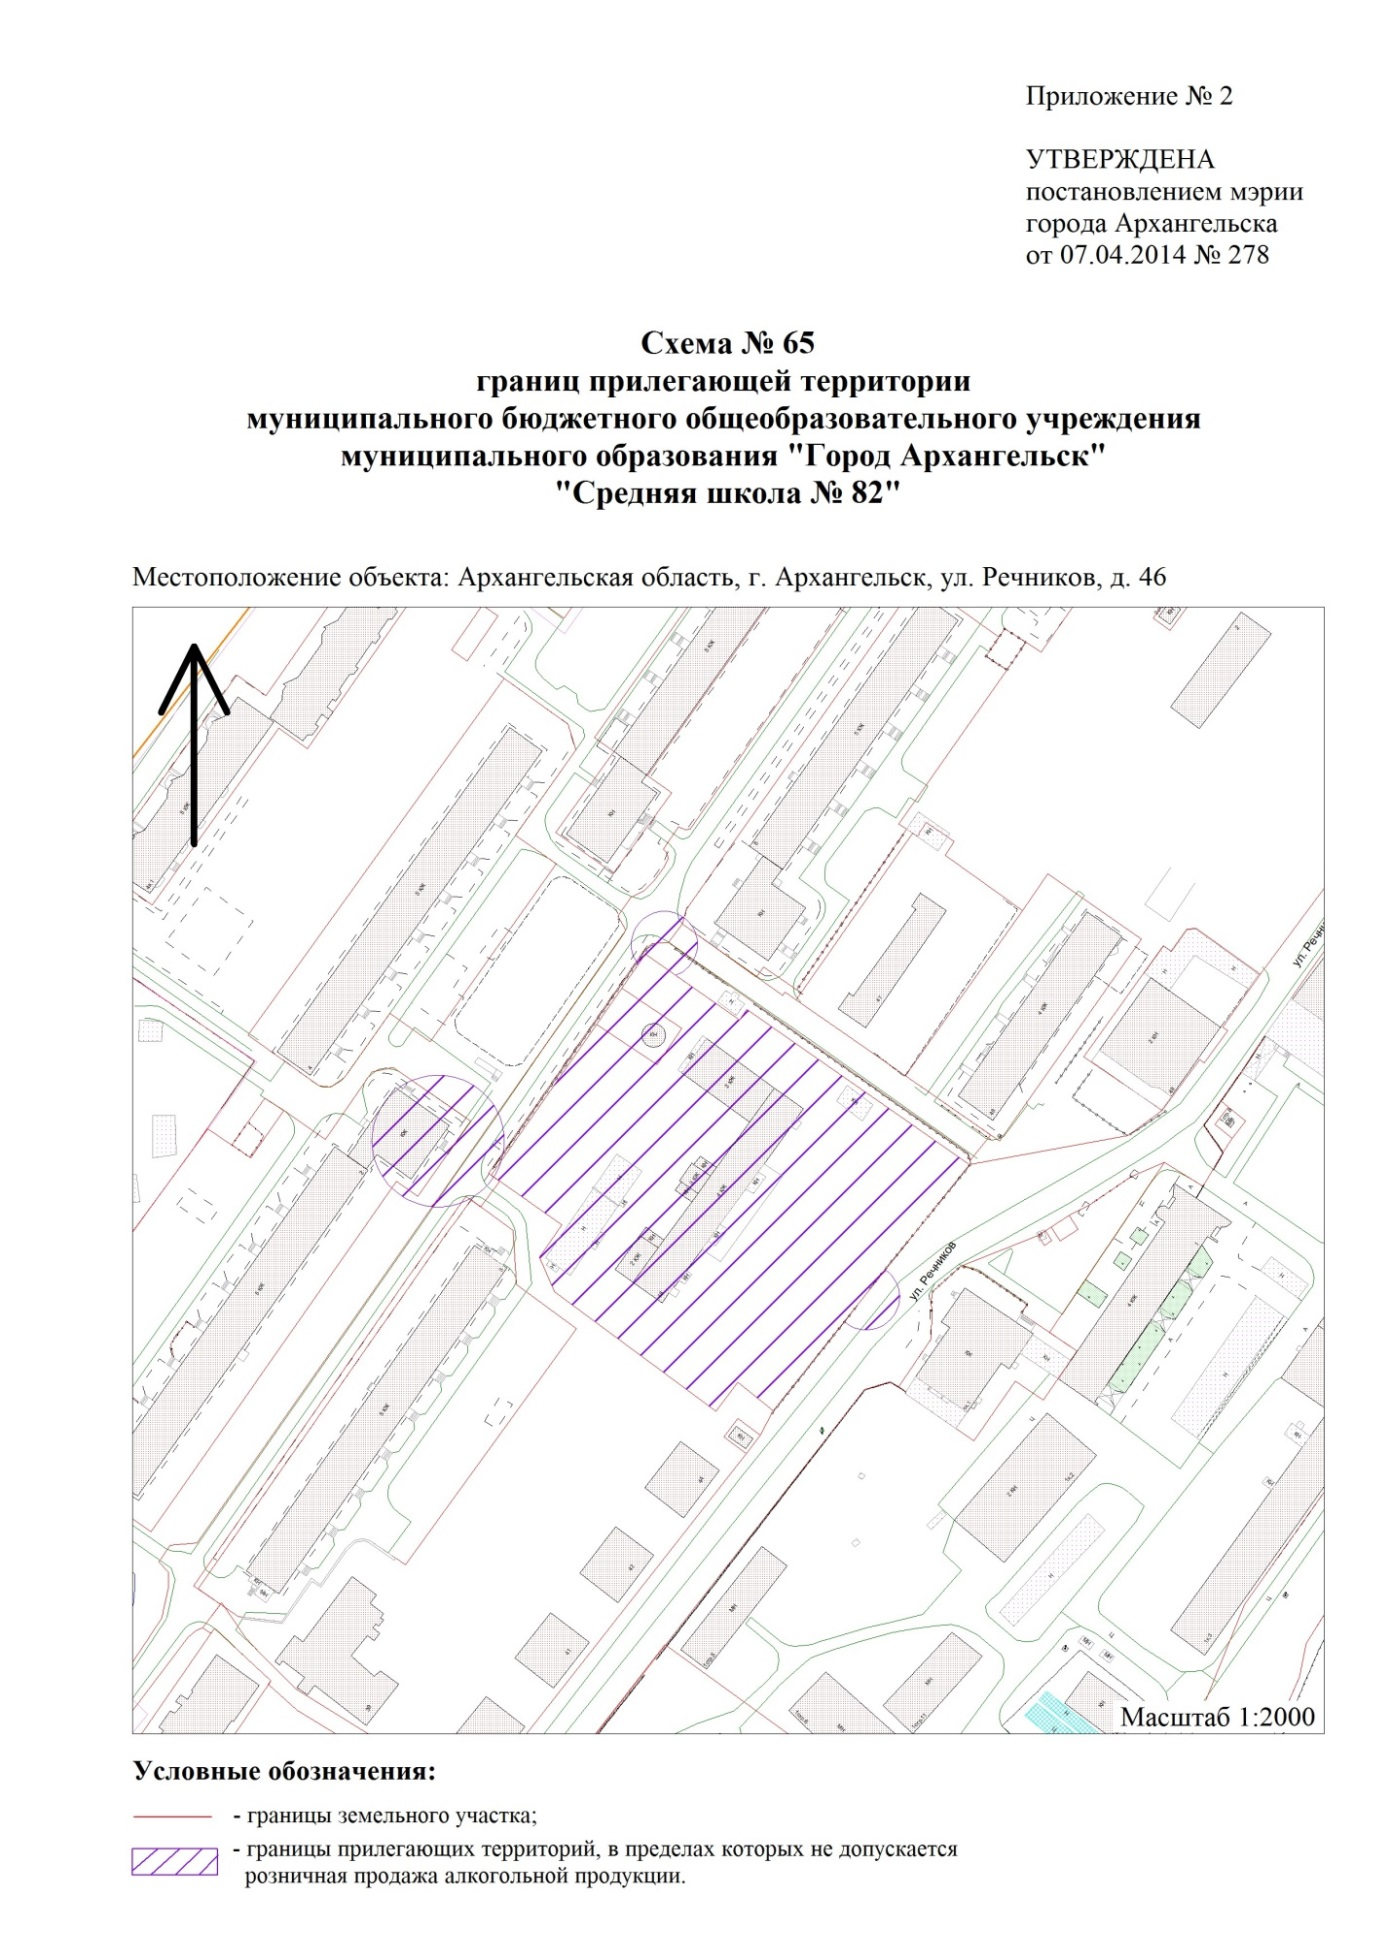 Приложение № 2
УТВЕРЖДЕНА
постановлением мэрии
города Архангельска
от 07.04.2014 № 278
Схема № 65
границ прилегающей территории
муниципального бюджетного общеобразовательного учреждения
муниципального образования "Город Архангельск"
"Средняя школа № 82"
Местоположение объекта: Архангельская область, г. Архангельск, ул. Речников, д. 46
ул. Речников
Масштаб 1:2000
Условные обозначения:
- границы земельного участка;
- границы прилегающих территорий, в пределах которых не допускается
розничная продажа алкогольной продукции.